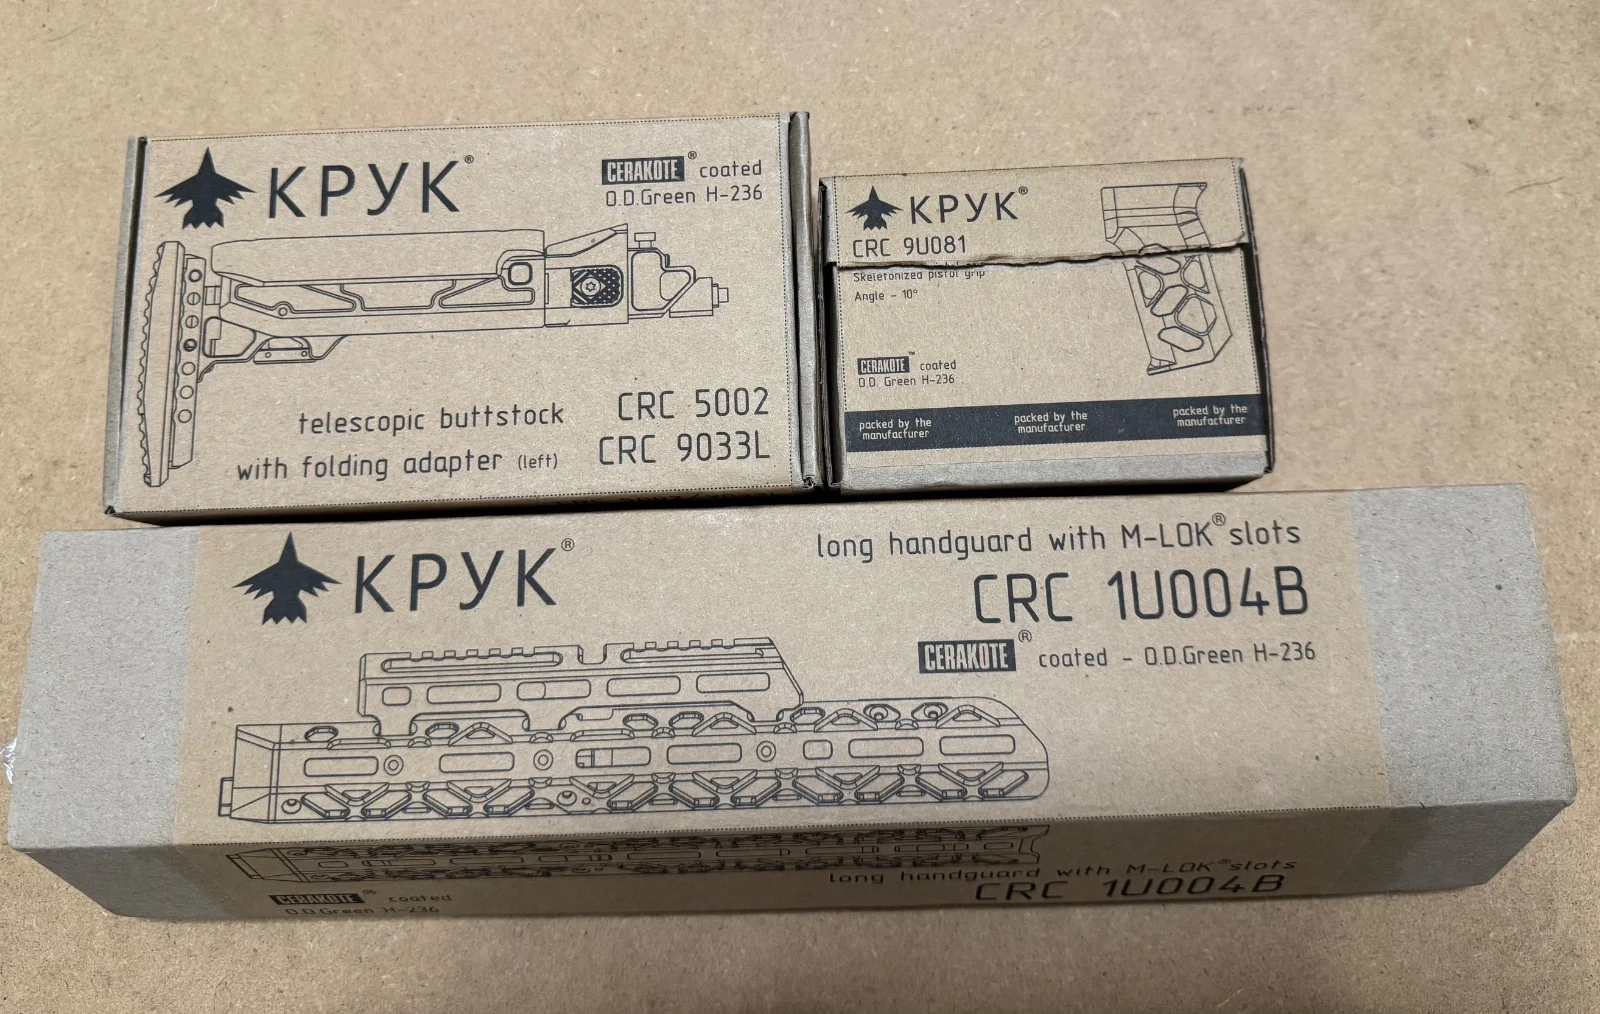 КРУК®
CERAKOTE® coated
O.D.Green H-236
telescopic buttstock
with folding adapter (left)
CRC 5002
CRC 9033L
КРУК®
CRC 9U081
Skeletonized pistol grip
Angle - 10°
CERAKOTE™ coated
O.D. Green H-236
packed by the
manufacturer
packed by the
manufacturer
packed by the
manufacturer
КРУК®
long handguard with M-LOK® slots
CRC 1U004B
CERAKOTE® coated - O.D.Green H-236
long handguard with M-LOK® slots
CRC 1U004B
CERAKOTE® coated
O.D.Green H-236